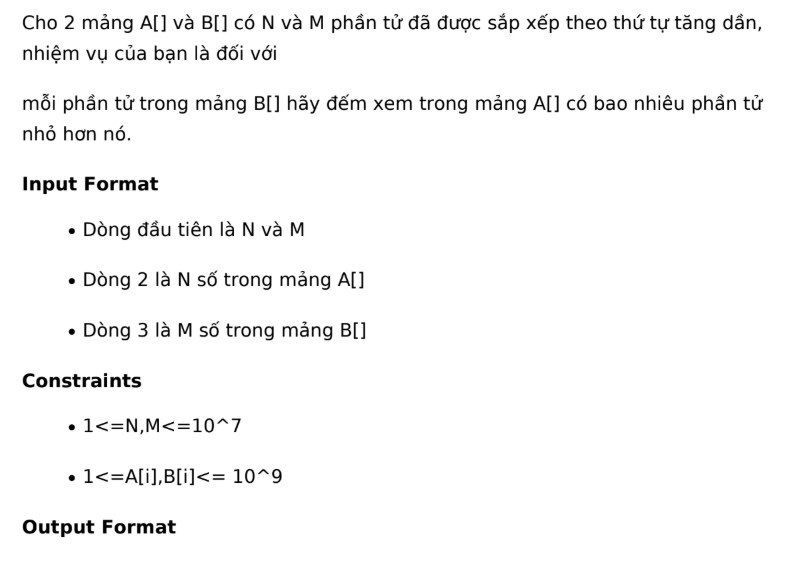 Cho 2 mảng A[] và B[] có N và M phần tử đã được sắp xếp theo thứ tự tăng dần,
nhiệm vụ của bạn là đối với
mỗi phần tử trong mảng B[] hãy đếm xem trong mảng A[] có bao nhiêu phần tử
nhỏ hơn nó.
Input Format
• Dòng đầu tiên là N và M
• Dòng 2 là N số trong mảng A[]
• Dòng 3 là M số trong mảng B[]
Constraints
• 1<=N,M<=10^7
• 1<=A[i],B[i]<= 10^9
Output Format